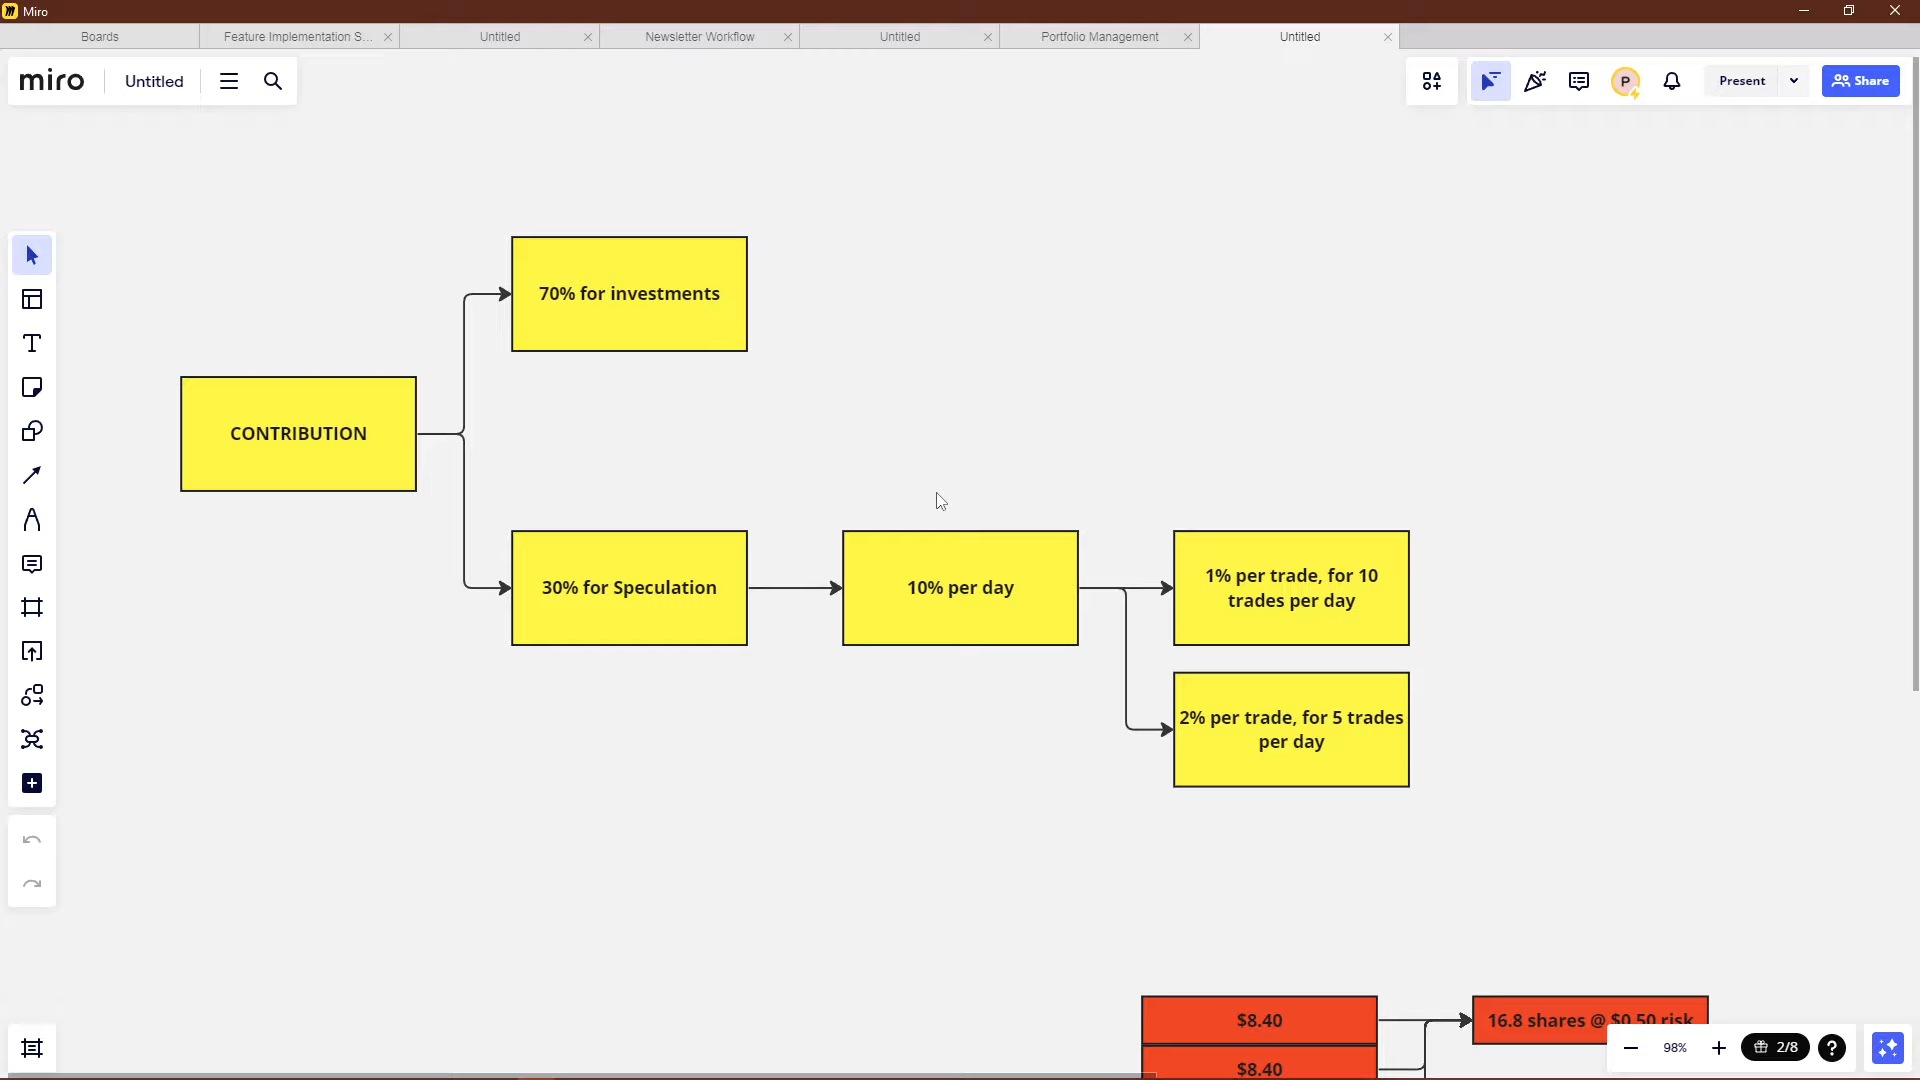 Miro
Boards
Feature Implementation S...
Untitled
Newsletter Workflow
Untitled
Portfolio Management
Untitled
miro
Untitled
P
Present
Share
70% for investments
CONTRIBUTION
30% for Speculation
10% per day
1% per trade, for 10
trades per day
2% per trade, for 5 trades
per day
$8.40
16.8 shares @ $0.50 risk
$8.40
98%
2/8
?